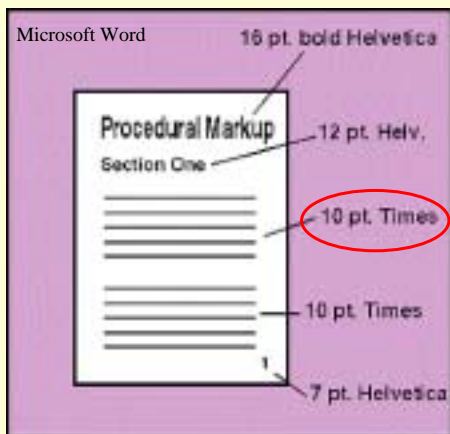 Microsoft Word
16 pt. bold Helvetica
Procedural Markup
12 pt. Helv.
Section One
10 pt. Times
10 pt. Times
1
7 pt. Helvetica